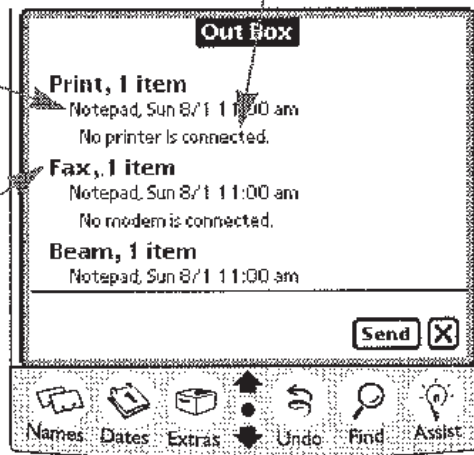 Out Box
Print, 1 item
Notepad, Sun 8/1 11:00 am
No printer is connected.
Fax, 1 item
Notepad, Sun 8/1 11:00 am
No modem is connected.
Beam, 1 item
Notepad, Sun 8/1 11:00 am
Send X
Names Dates Extras Undo Find Assist